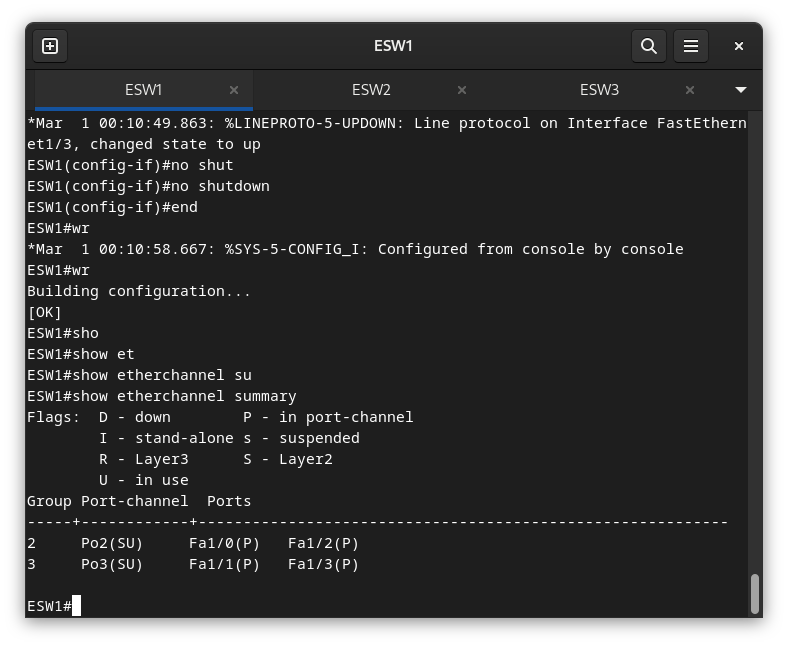 ESW1
ESW1 ESW2 ESW3
*Mar  1 00:10:49.863: %LINEPROTO-5-UPDOWN: Line protocol on Interface FastEthern
et1/3, changed state to up
ESW1(config-if)#no shut
ESW1(config-if)#no shutdown
ESW1(config-if)#end
ESW1#wr
*Mar  1 00:10:58.667: %SYS-5-CONFIG_I: Configured from console by console
ESW1#wr
Building configuration...
[OK]
ESW1#sho
ESW1#show et
ESW1#show etherchannel su
ESW1#show etherchannel summary
Flags:  D - down        P - in port-channel
        I - stand-alone s - suspended
        R - Layer3      S - Layer2
        U - in use
Group Port-channel  Ports
-----+------------+-----------------------------------------------------------
2     Po2(SU)     Fa1/0(P)   Fa1/2(P)
3     Po3(SU)     Fa1/1(P)   Fa1/3(P)
ESW1#